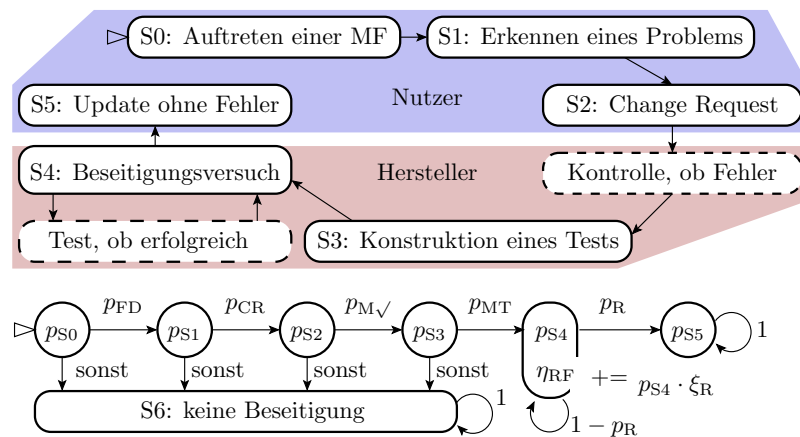 S0: Auftreten einer MF
S1: Erkennen eines Problems
S5: Update ohne Fehler
Nutzer
S2: Change Request
S4: Beseitigungsversuch
Hersteller
Kontrolle, ob Fehler
Test, ob erfolgreich
S3: Konstruktion eines Tests
p_FD p_CR p_M✓ p_MT p_R
p_S0 p_S1 p_S2 p_S3 p_S4 p_S5 1
sonst sonst sonst sonst
η_RF += p_S4 · ξ_R
S6: keine Beseitigung 1
1 − p_R